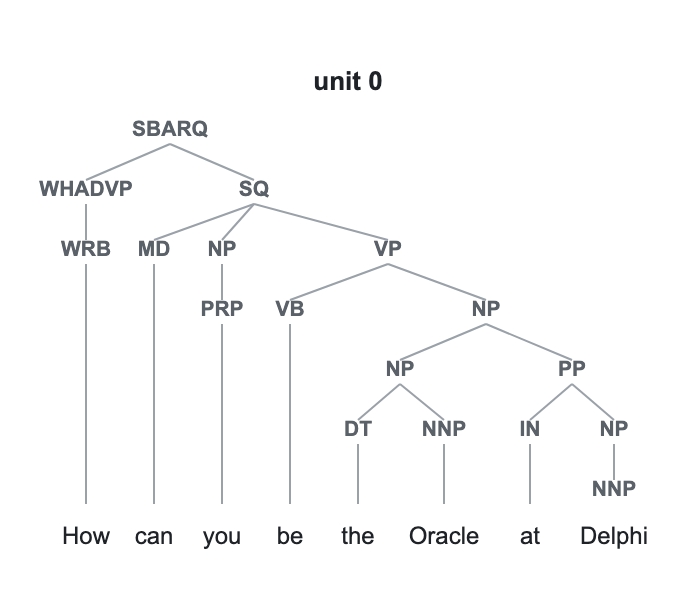 unit 0
SBARQ
WHADVP SQ
WRB MD NP VP
PRP VB NP
NP PP
DT NNP IN NP
NNP
How can you be the Oracle at Delphi